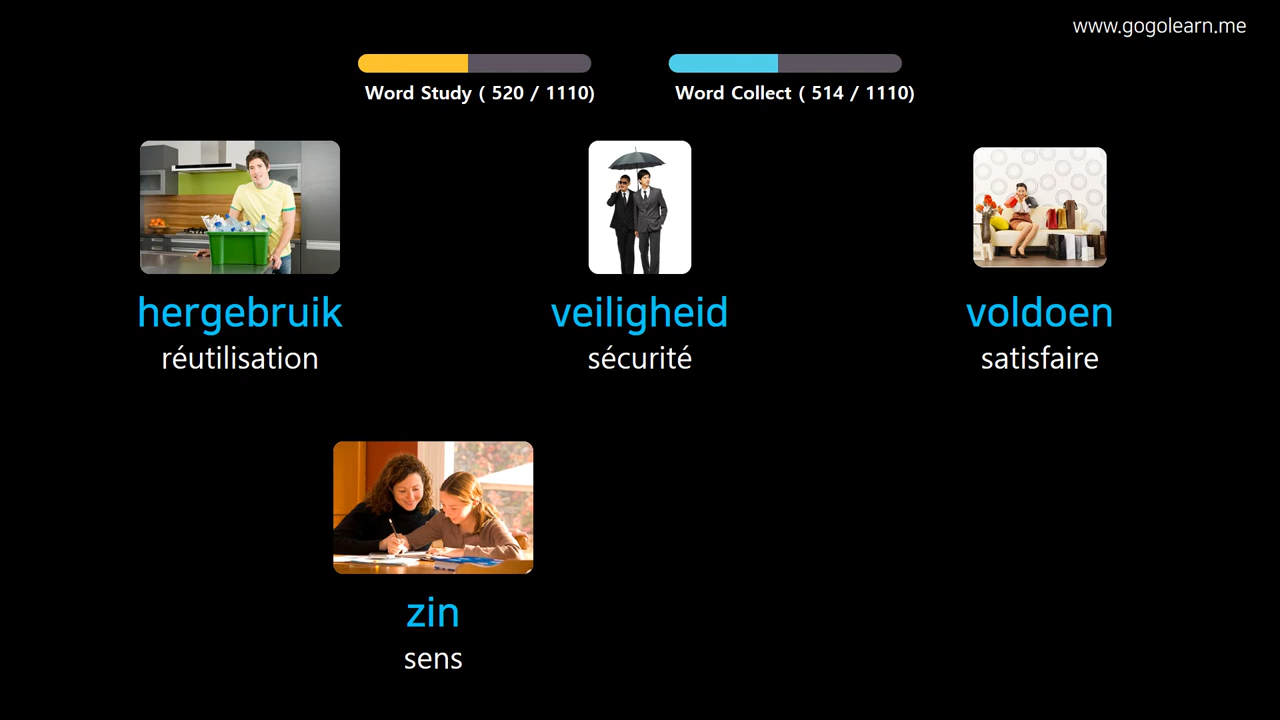 www.gogolearn.me
Word Study ( 520 / 1110)
Word Collect ( 514 / 1110)
hergebruik
réutilisation
veiligheid
sécurité
voldoen
satisfaire
zin
sens